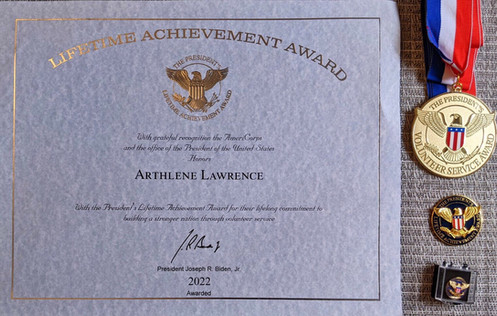 LIFETIME ACHIEVEMENT AWARD
THE PRESIDENT'S
LIFETIME ACHIEVEMENT AWARD
With grateful recognition the AmeriCorps
and the office of the President of the United States
Honors
ARTHLENE LAWRENCE
With the President's Lifetime Achievement Award for their lifelong commitment to
building a stronger nation through volunteer service
President Joseph R. Biden, Jr.
2022
Awarded
THE PRESIDENT'S
VOLUNTEER SERVICE AWARD